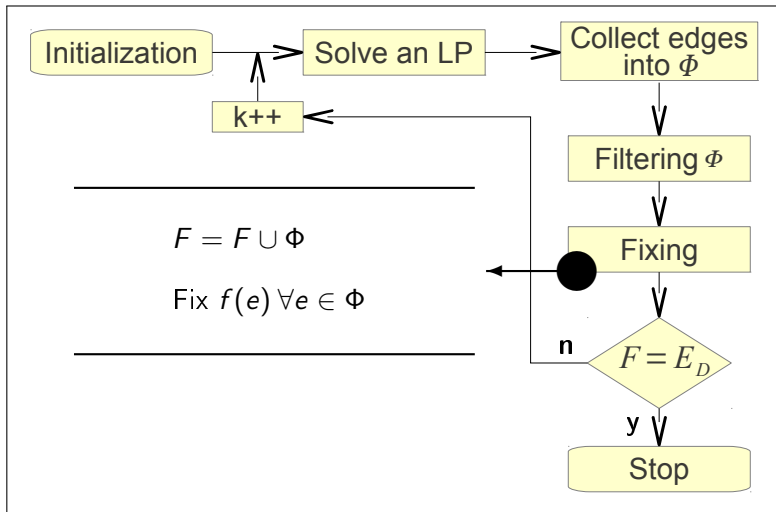 Initialization
Solve an LP
Collect edges
into Φ
k++
Filtering Φ
F = F ∪ Φ
Fixing
Fix f(e) ∀e ∈ Φ
n
F = E_D
y
Stop